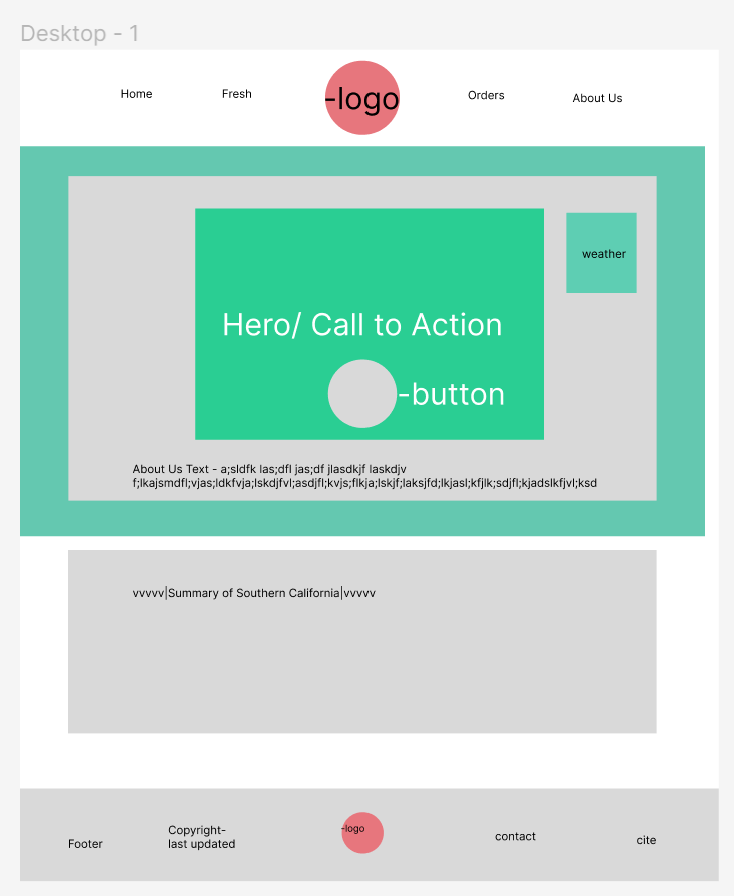 Desktop - 1
Home
Fresh
-logo
Orders
About Us
weather
Hero/ Call to Action
-button
About Us Text - a;sldfk las;dfl jas;df jlasdkjf laskdjv
f;lkajsmdfl;vjas;ldkfvja;lskdjfvl;asdjfl;kvjs;flkja;lskjf;laksjfd;lkjasl;kfjlk;sdjfl;kjadslkfjvl;ksd
vvvvv|Summary of Southern California|vvvvv
Footer
Copyright-
last updated
-logo
contact
cite